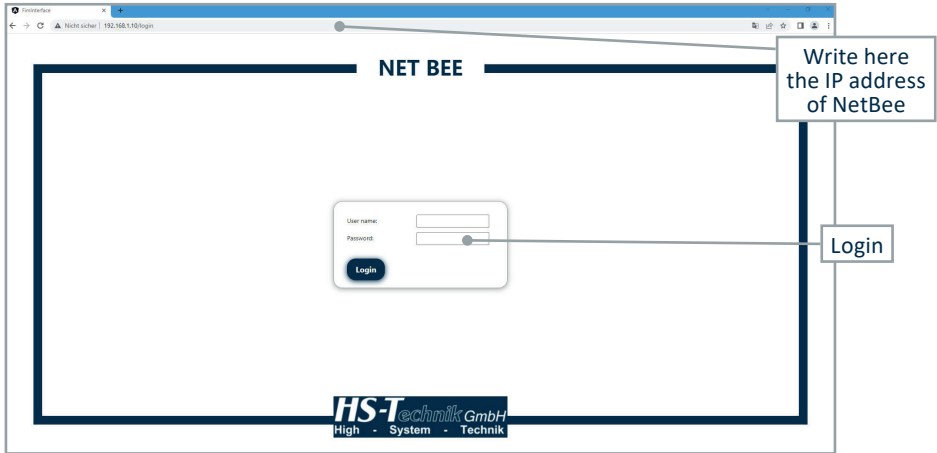 Eminterface
Nicht sicher | 192.168.1.10/login
Write here
the IP address
of NetBee
NET BEE
User name:
Password:
Login
Login
HS-Technik GmbH
High - System - Technik